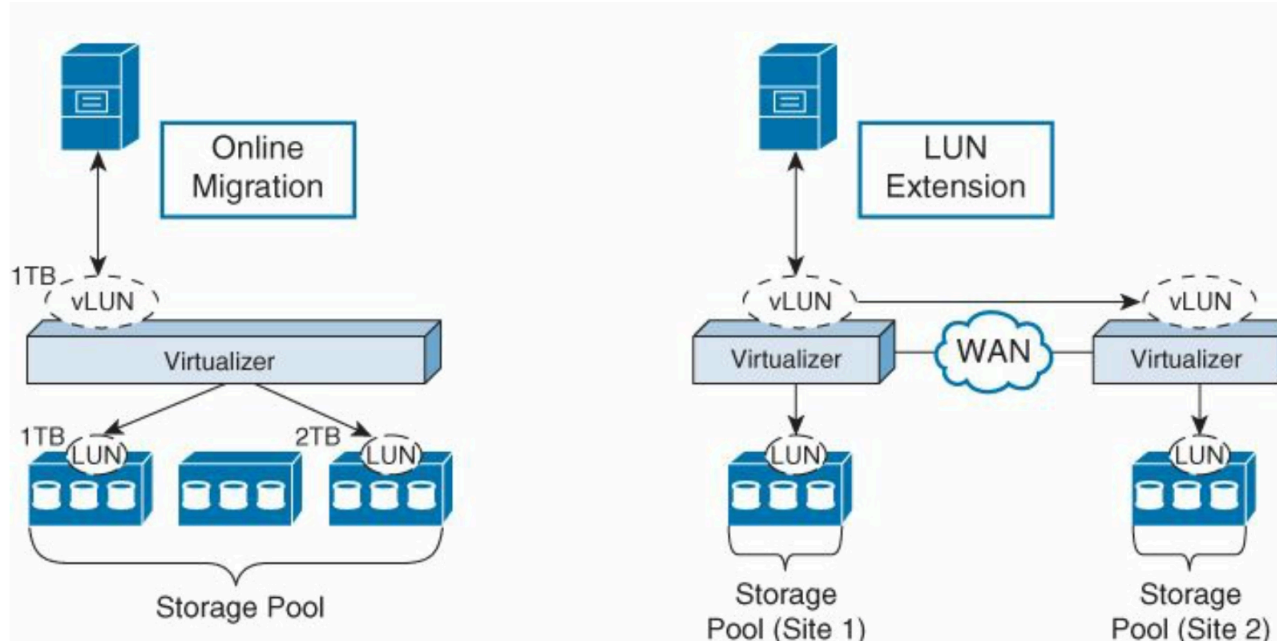 Online
Migration
1TB
vLUN
Virtualizer
1TB
LUN
2TB
LUN
Storage Pool
LUN
Extension
vLUN
vLUN
Virtualizer
WAN
Virtualizer
LUN
LUN
Storage
Pool (Site 1)
Storage
Pool (Site 2)